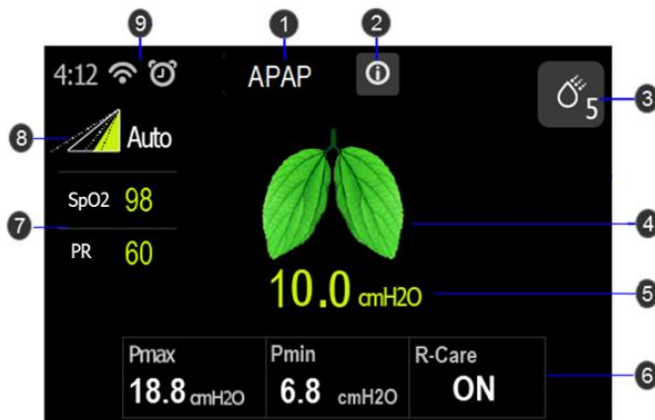 9 1 2
4:12 APAP
3
5
8 Auto
SpO2 98
7
4
PR 60
10.0 cmH2O 5
Pmax Pmin R-Care
6
18.8 cmH2O 6.8 cmH2O ON